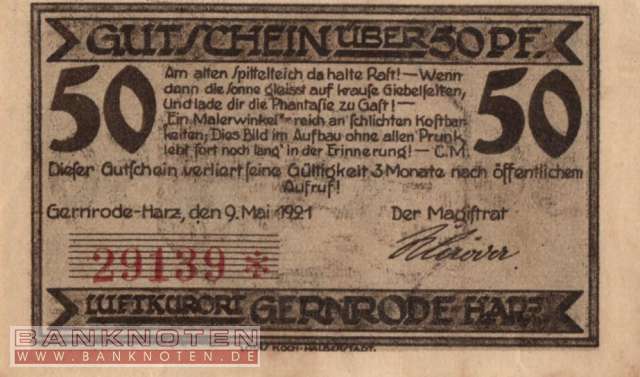 GUTSCHEIN ÜBER 50 PF.
50
Am alten Spittelteich da halte Rast! — Wenn
dann die Sonne gleisst auf krause Giebelseiten,
Und lade dir die Phantasie zu Gast! —
"Ein Malerwinkel" reich an schlichten Kostbar-
keiten; Dies Bild im Aufbau ohne allen Prunk
lebt fort noch lang' in der Erinnerung! — C.M.
50
Dieser Gutschein verliert seine Gültigkeit 3 Monate nach öffentlichem
Aufruf!
Gernrode-Harz, den 9. Mai 1921
Der Magistrat
29139 *
LUFTKURORT GERNRODE-HARZ
BANKNOTEN
WWW.BANKNOTEN.DE
KOCH-HALBERSTADT.